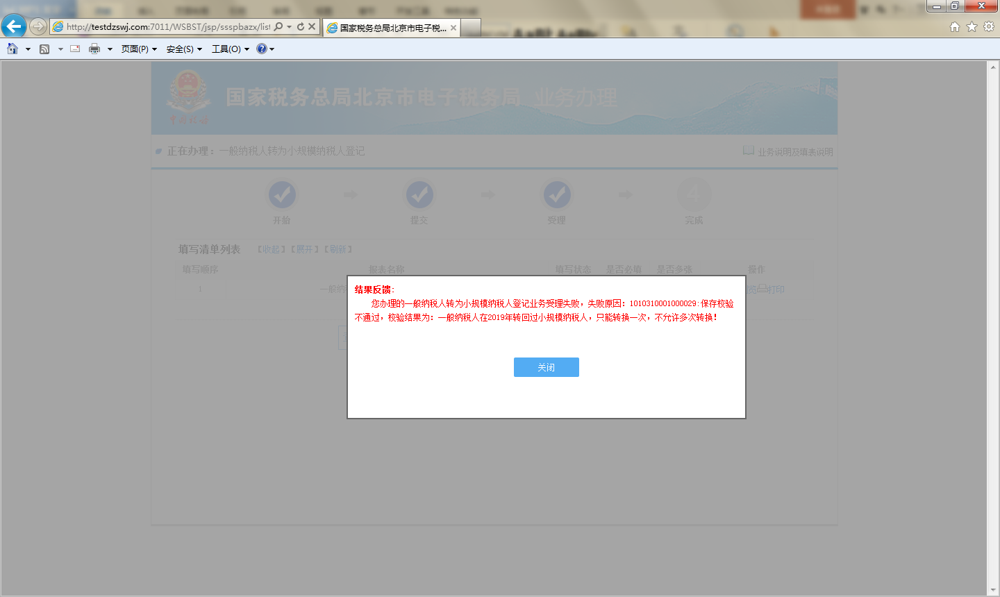 http://testdzswj.com:7011/WSBST/jsp/ssspbazx/list
国家税务总局北京市电子税...
页面(P)
安全(S)
工具(O)
国家税务总局北京市电子税务局 业务办理
中国税务
正在办理：一般纳税人转为小规模纳税人登记
业务说明及填表说明
4
开始
提交
受理
完成
填写清单列表 【收起】【展开】【刷新】
填写顺序 报表名称 填写状态 是否必填 是否多张 操作
1 一般纳 览 打印
结果反馈：
您办理的一般纳税人转为小规模纳税人登记业务受理失败，失败原因：1010310001000029:保存校验
不通过，校验结果为：一般纳税人在2019年转回过小规模纳税人，只能转换一次，不允许多次转换！
关闭